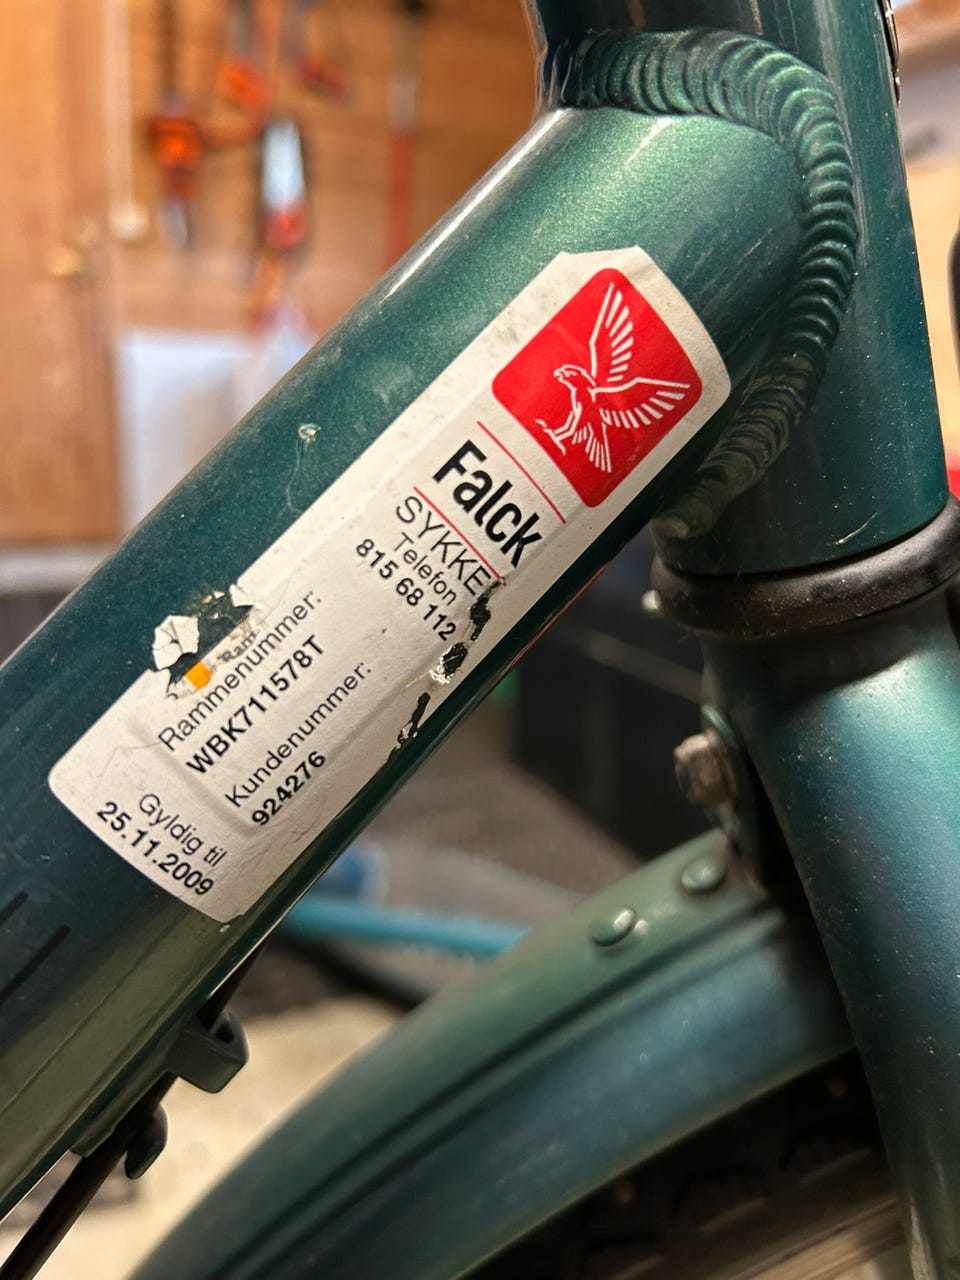 Falck
SYKKEL
Telefon
815 68 112
Rammenummer:
WBK711578T
Kundenummer:
924276
Gyldig til
25.11.2009